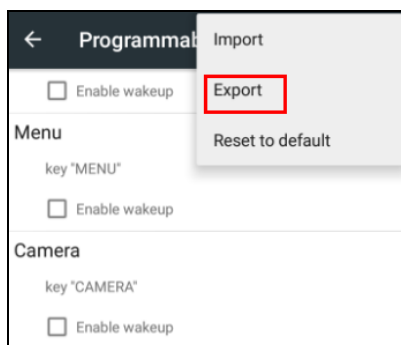 Programmab
Import
Export
Reset to default
Enable wakeup
Menu
key "MENU"
Enable wakeup
Camera
key "CAMERA"
Enable wakeup